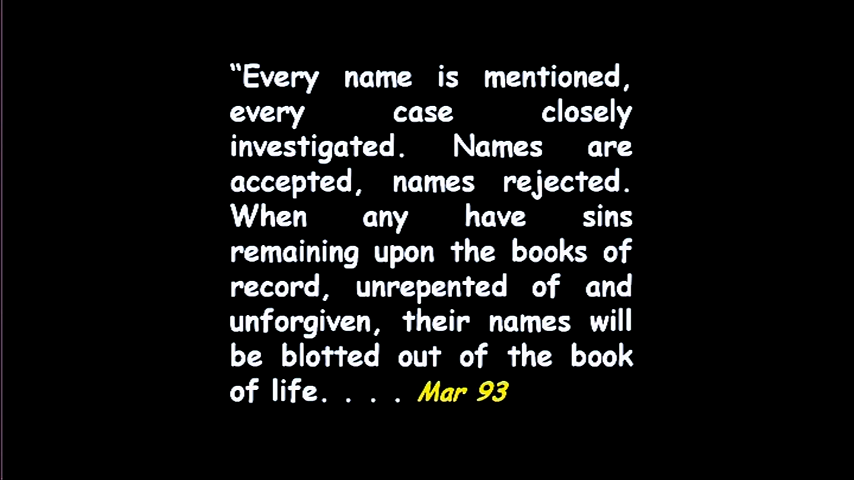 “Every name is mentioned,
every case closely
investigated. Names are
accepted, names rejected.
When any have sins
remaining upon the books of
record, unrepented of and
unforgiven, their names will
be blotted out of the book
of life. . . . Mar 93